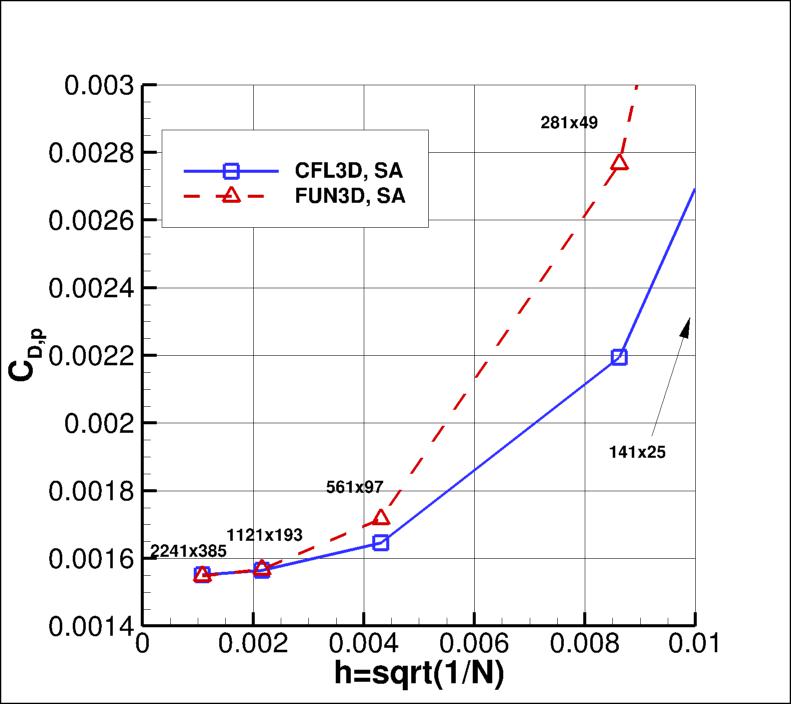 0.003
0.0028
0.0026
0.0024
0.0022
0.002
0.0018
0.0016
0.0014
C_D,p
CFL3D, SA
FUN3D, SA
281x49
141x25
561x97
1121x193
2241x385
0 0.002 0.004 0.006 0.008 0.01
h=sqrt(1/N)